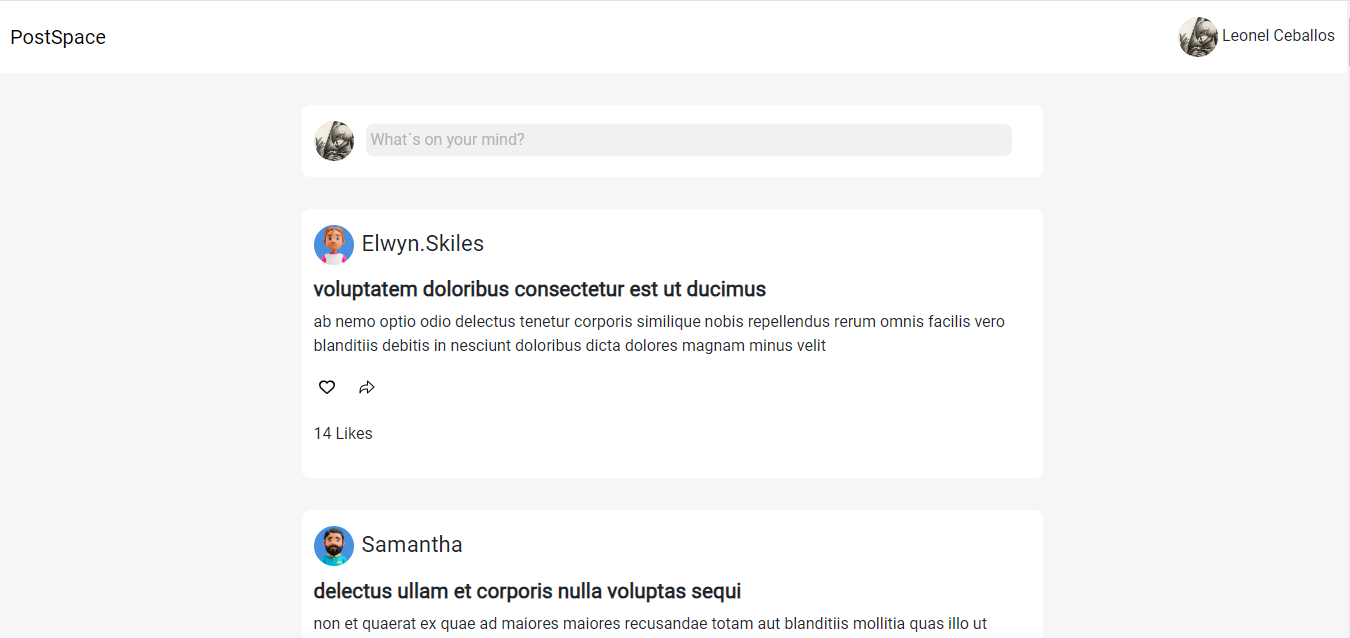 PostSpace
Leonel Ceballos
What´s on your mind?
Elwyn.Skiles
voluptatem doloribus consectetur est ut ducimus
ab nemo optio odio delectus tenetur corporis similique nobis repellendus rerum omnis facilis vero
blanditiis debitis in nesciunt doloribus dicta dolores magnam minus velit
14 Likes
Samantha
delectus ullam et corporis nulla voluptas sequi
non et quaerat ex quae ad maiores maiores recusandae totam aut blanditiis mollitia quas illo ut